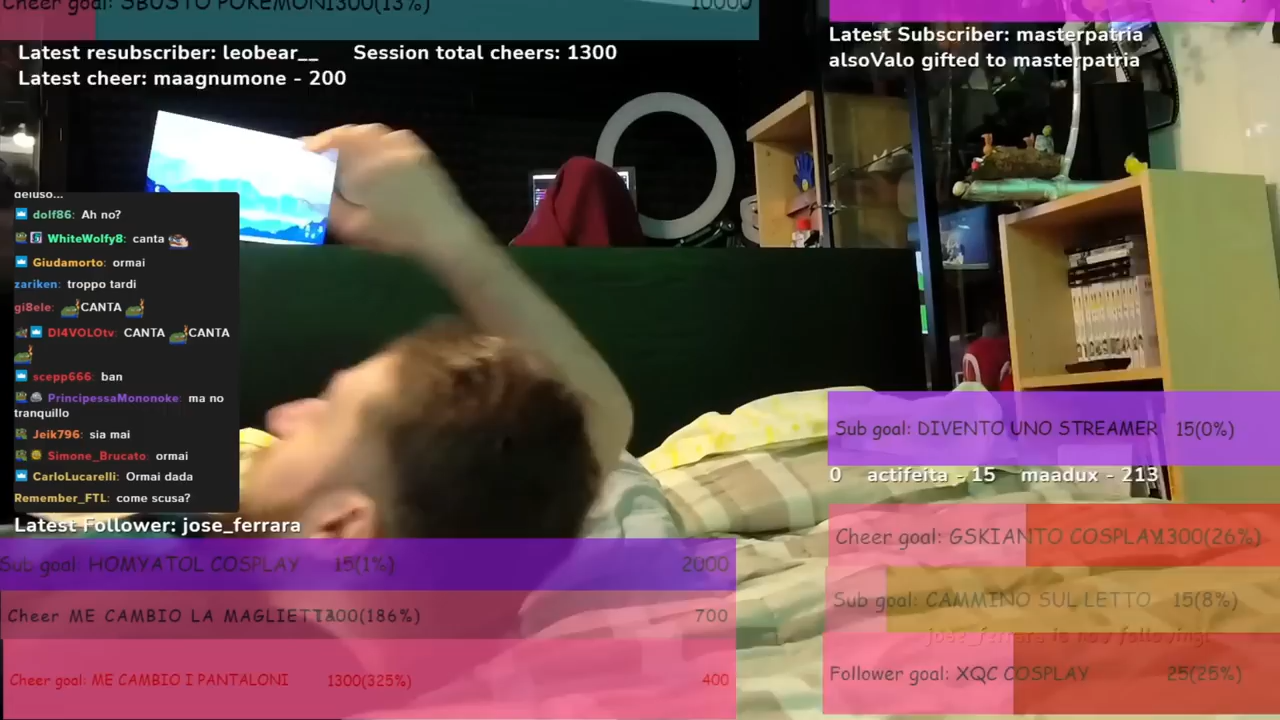 Cheer goal: SBUSTO POKEMON 1300(13%) 10000
Latest resubscriber: leobear__ Session total cheers: 1300
Latest cheer: maagnumone - 200
Latest Subscriber: masterpatria
alsoValo gifted to masterpatria
deluso...
dolf86: Ah no?
WhiteWolfy8: canta
Giudamorto: ormai
zariken: troppo tardi
gi8ele: CANTA
DI4VOLOtv: CANTA CANTA
scepp666: ban
PrincipessaMononoke: ma no
tranquillo
Jeik796: sia mai
Simone_Brucato: ormai
CarloLucarelli: Ormai dada
Remember_FTL: come scusa?
Latest Follower: jose_ferrara
Sub goal: HOMYATOL COSPLAY 15(1%) 2000
Cheer ME CAMBIO LA MAGLIETTA 1300(186%) 700
Cheer goal: ME CAMBIO I PANTALONI 1300(325%) 400
Sub goal: DIVENTO UNO STREAMER 15(0%)
0 actifeita - 15 maadux - 213
Cheer goal: GSKIANTO COSPLAY 1300(26%)
Sub goal: CAMMINO SUL LETTO 15(8%)
jose_ferrara is now following!
Follower goal: XQC COSPLAY 25(25%)